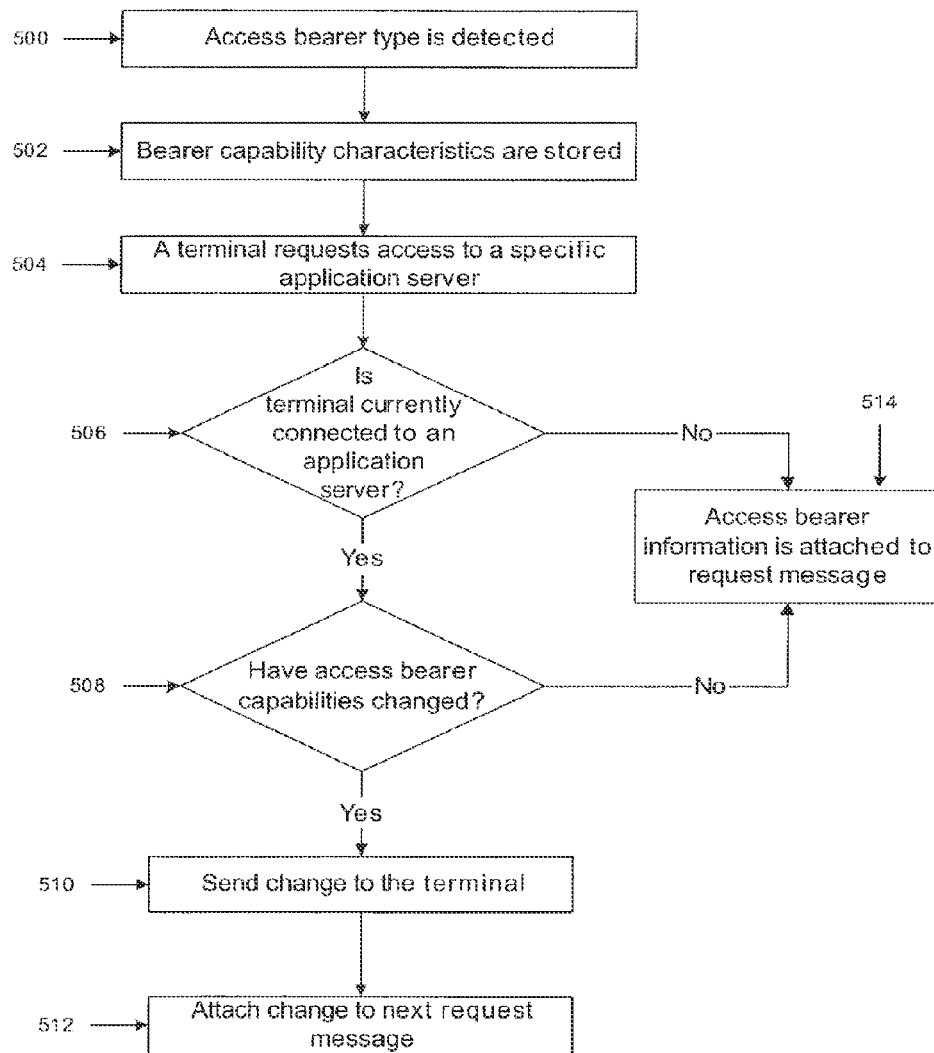 500
Access bearer type is detected
502
Bearer capability characteristics are stored
504
A terminal requests access to a specific
application server
506
Is
terminal currently
connected to an
application
server?
No
514
Access bearer
information is attached to
request message
Yes
508
Have access bearer
capabilities changed?
No
Yes
510
Send change to the terminal
512
Attach change to next request
message